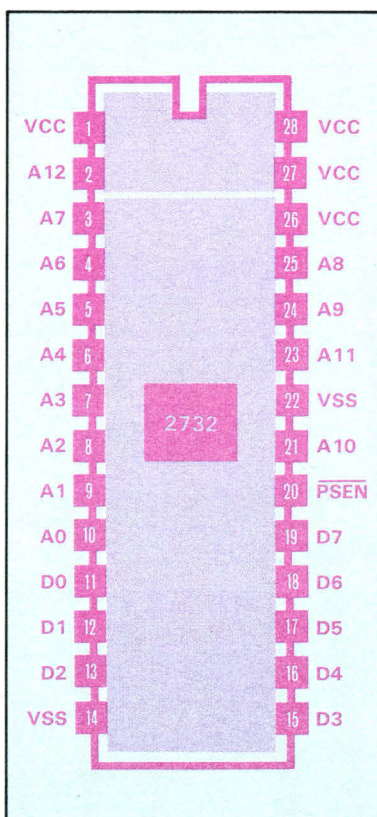 VCC 1 28 VCC
A12 2 27 VCC
A7 3 26 VCC
A6 4 25 A8
A5 5 24 A9
A4 6 23 A11
A3 7 2732 22 VSS
A2 8 21 A10
A1 9 20 PSEN
A0 10 19 D7
D0 11 18 D6
D1 12 17 D5
D2 13 16 D4
VSS 14 15 D3